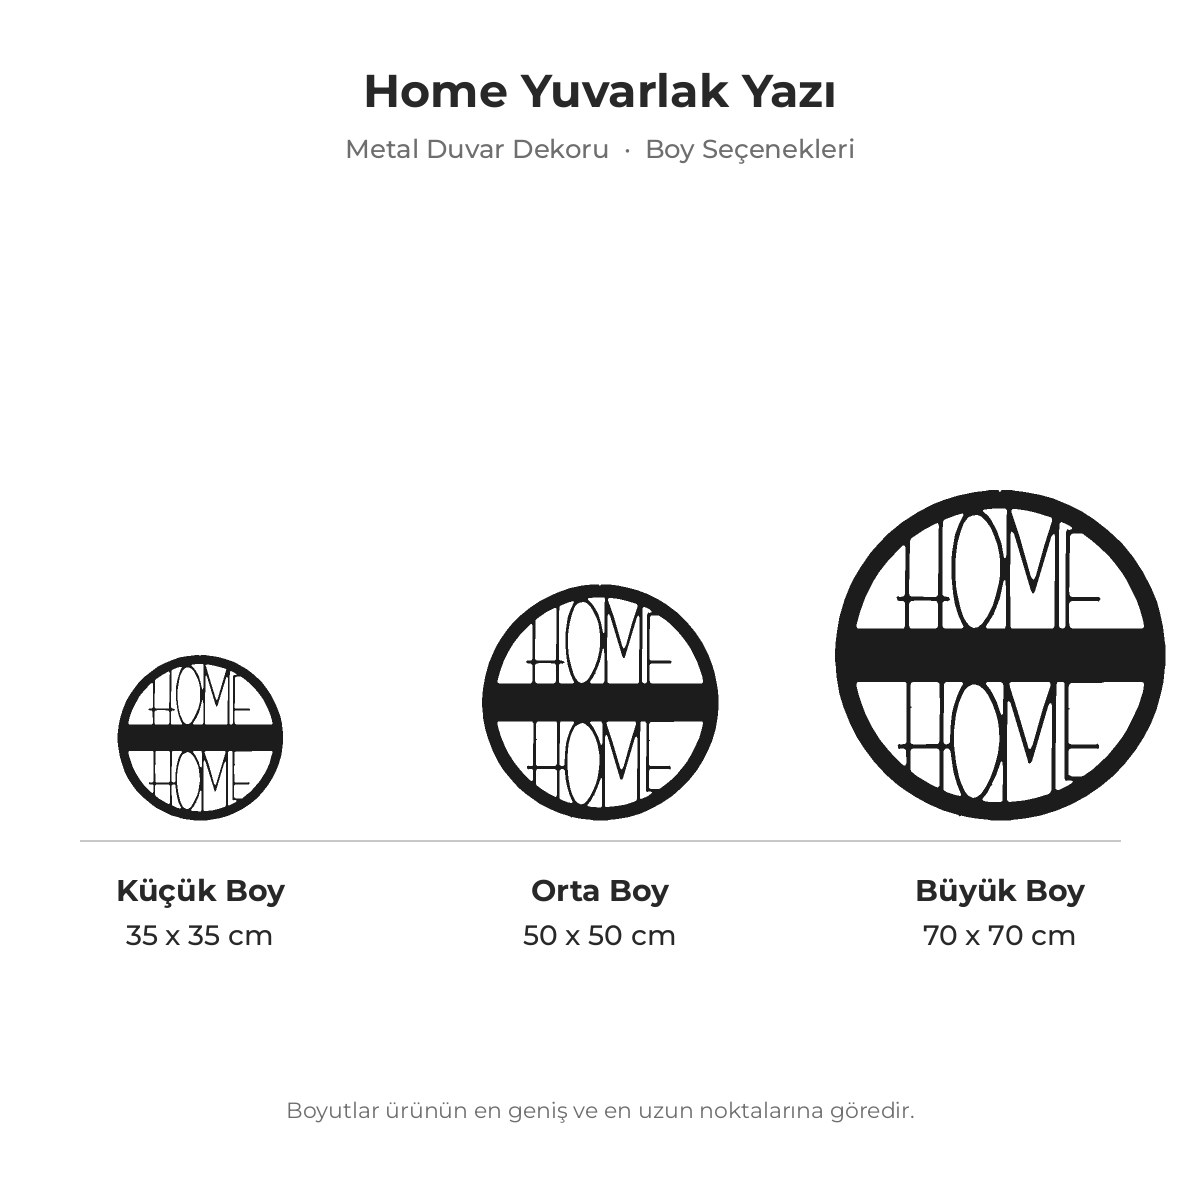 Home Yuvarlak Yazı
Metal Duvar Dekoru · Boy Seçenekleri
HOME
HOME
HOME
HOME
HOME
HOME
Küçük Boy
Orta Boy
Büyük Boy
35 x 35 cm
50 x 50 cm
70 x 70 cm
Boyutlar ürünün en geniş ve en uzun noktalarına göredir.